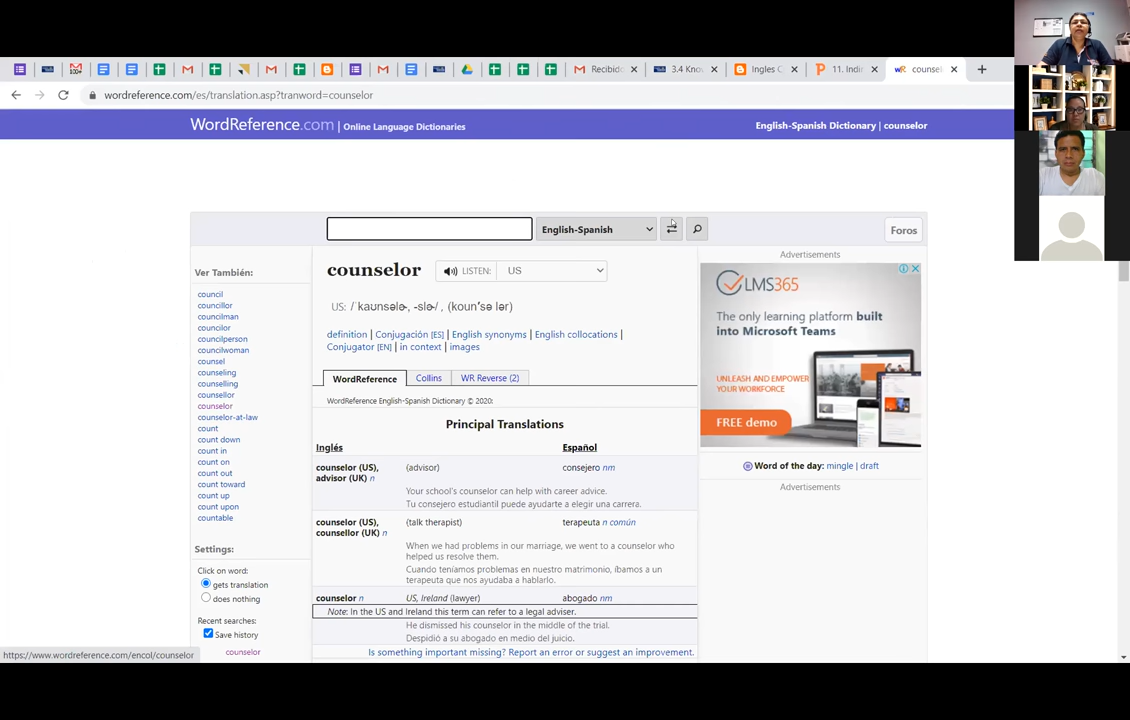 100+
Recibido
3.4 Kno
Ingles C
11. Indir
counsel
wordreference.com/es/translation.asp?tranword=counselor
WordReference.com | Online Language Dictionaries
English-Spanish Dictionary | counselor
English-Spanish
Foros
Ver También:
council
councillor
councilman
councilor
councilperson
councilwoman
counsel
counseling
counselling
counsellor
counselor
counselor-at-law
count
count down
count in
count on
count out
count toward
count up
count upon
countable
Settings:
Click on word:
gets translation
does nothing
Recent searches:
Save history
counselor
counselor
LISTEN:
US
US: /ˈkaʊnsələ˞, -slə˞/ , (koun′sə lər)
definition | Conjugación [ES] | English synonyms | English collocations |
Conjugator [EN] | in context | images
WordReference
Collins
WR Reverse (2)
WordReference English-Spanish Dictionary © 2020:
Principal Translations
Inglés
Español
counselor (US),
advisor (UK) n
(advisor)
consejero nm
Your school's counselor can help with career advice.
Tu consejero estudiantil puede ayudarte a elegir una carrera.
counselor (US),
counsellor (UK) n
(talk therapist)
terapeuta n común
When we had problems in our marriage, we went to a counselor who
helped us resolve them.
Cuando teníamos problemas en nuestro matrimonio, íbamos a un
terapeuta que nos ayudaba a hablarlo.
counselor n
US, Ireland (lawyer)
abogado nm
Note: In the US and Ireland this term can refer to a legal adviser.
He dismissed his counselor in the middle of the trial.
Despidió a su abogado en medio del juicio.
Is something important missing? Report an error or suggest an improvement.
Advertisements
LMS365
The only learning platform built
into Microsoft Teams
UNLEASH AND EMPOWER
YOUR WORKFORCE
FREE demo
Word of the day: mingle | draft
Advertisements
https://www.wordreference.com/encol/counselor